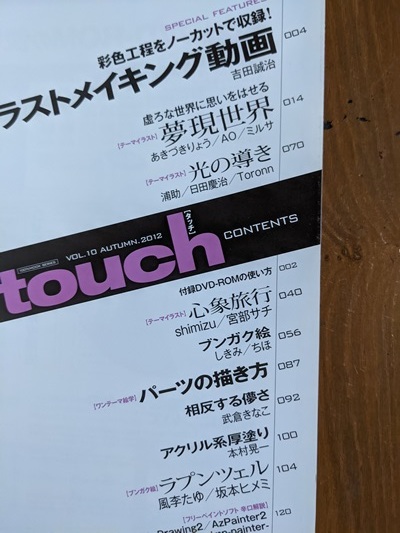 SPECIAL FEATURES
彩色工程をノーカットで収録!
ラストメイキング動画 004
吉田誠治
虚ろな世界に思いをはせる
[テーマイラスト] 夢現世界 014
あきづきりょう/AO/ミルサ
[テーマイラスト] 光の導き 070
浦助/日田慶治/Toronn
VOL.10 AUTUMN.2012
touch [タッチ] CONTENTS
付録DVD-ROMの使い方 002
[テーマイラスト] 心象旅行 040
shimizu/宮部サチ
ブンガク絵 056
しきみ/ちほ
[ワンテーマ両学] パーツの描き方 087
相反する儚さ 092
武倉きなこ
アクリル系厚塗り 100
本村晃一
[ブンガク絵] ラプンツェル 104
風李たゆ/坂本ヒメミ
[フリーペイントソフト 辛口解説] 120
Drawing2/AzPainter2